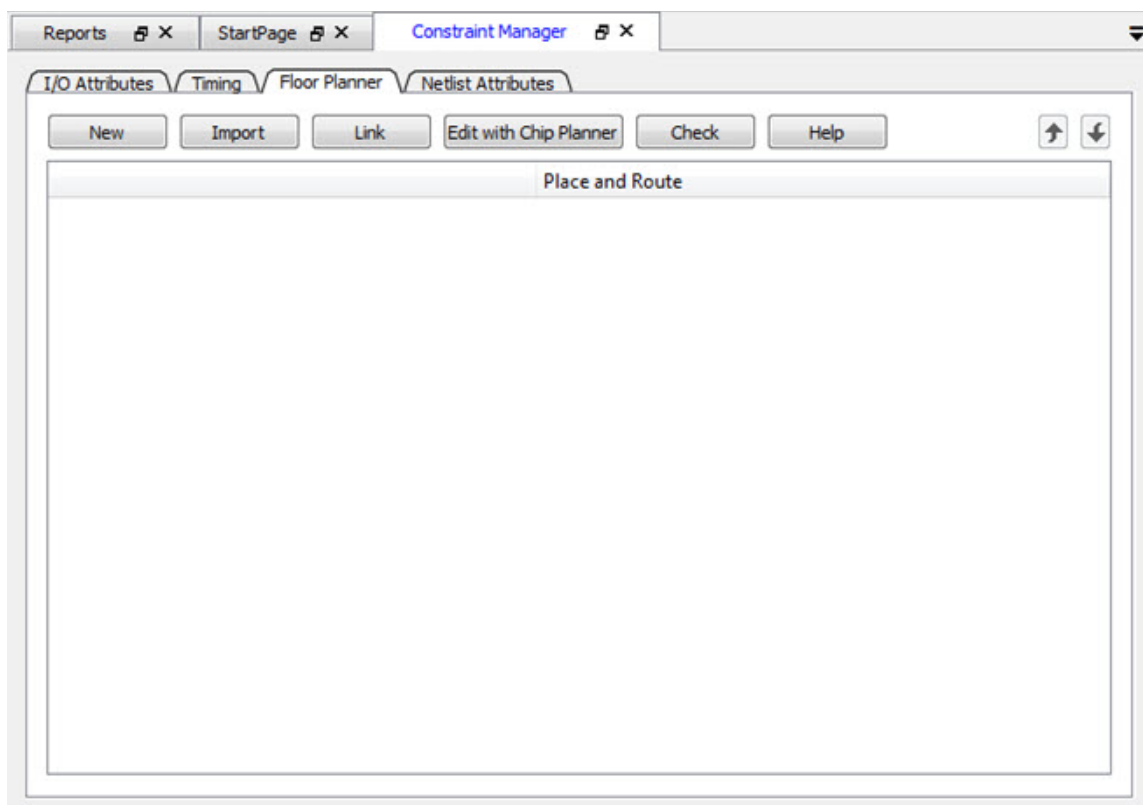 Reports StartPage Constraint Manager
I/O Attributes Timing Floor Planner Netlist Attributes
New Import Link Edit with Chip Planner Check Help
Place and Route